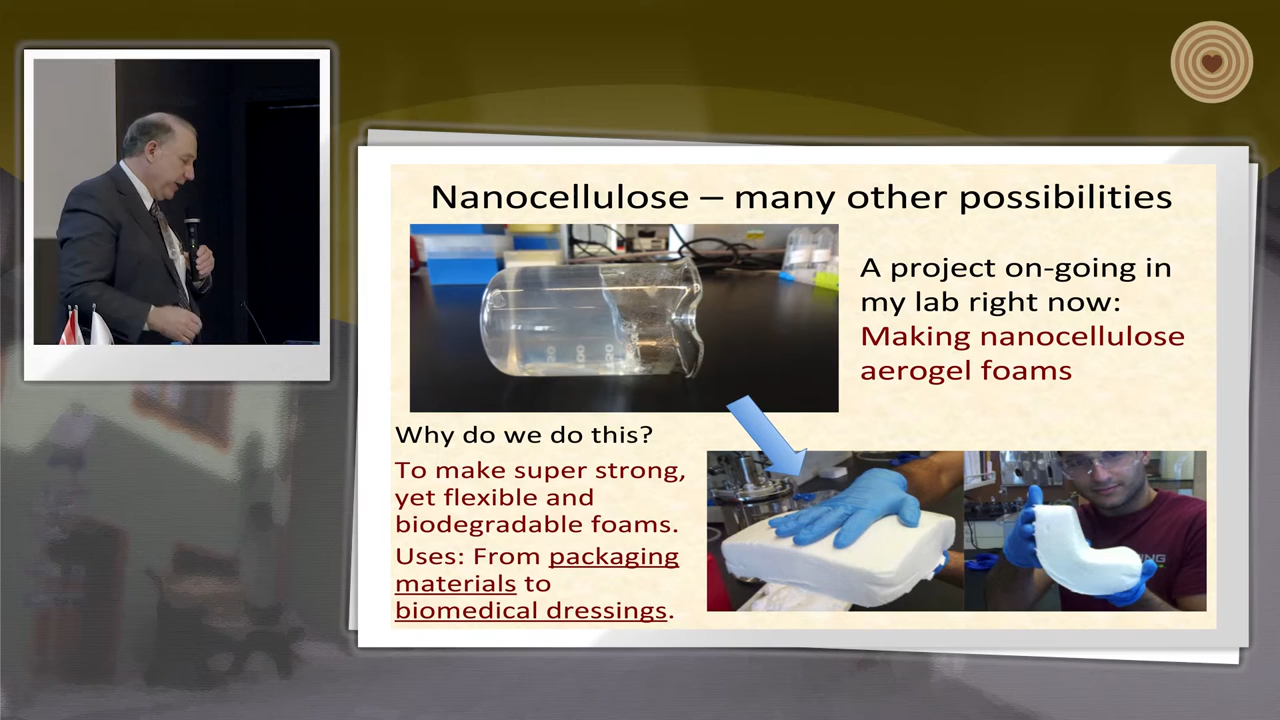 Nanocellulose – many other possibilities
A project on-going in
my lab right now:
Making nanocellulose
aerogel foams
Why do we do this?
To make super strong,
yet flexible and
biodegradable foams.
Uses: From packaging
materials to
biomedical dressings.